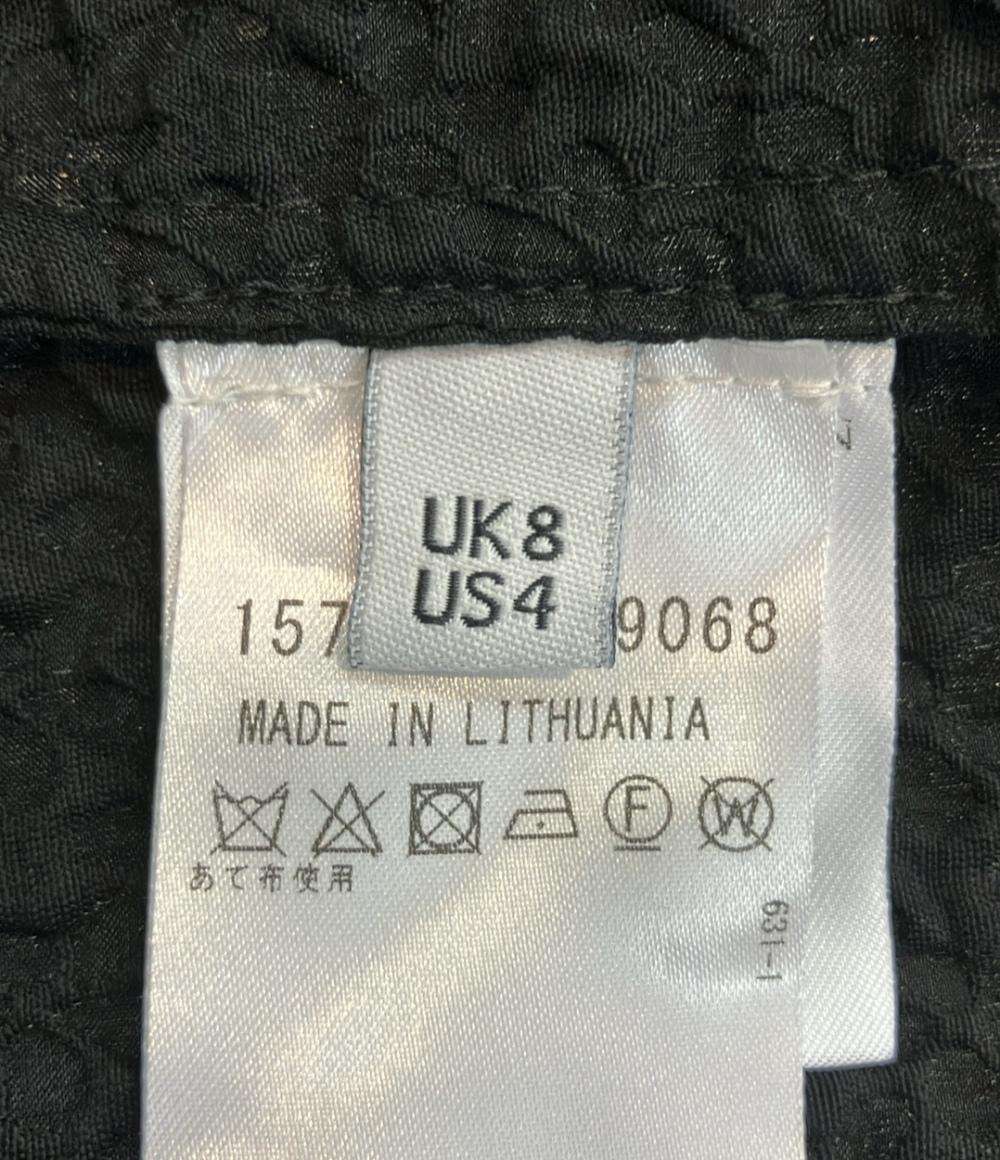 UK8
US4
157 9068
MADE IN LITHUANIA
F W
あて布使用
631-1